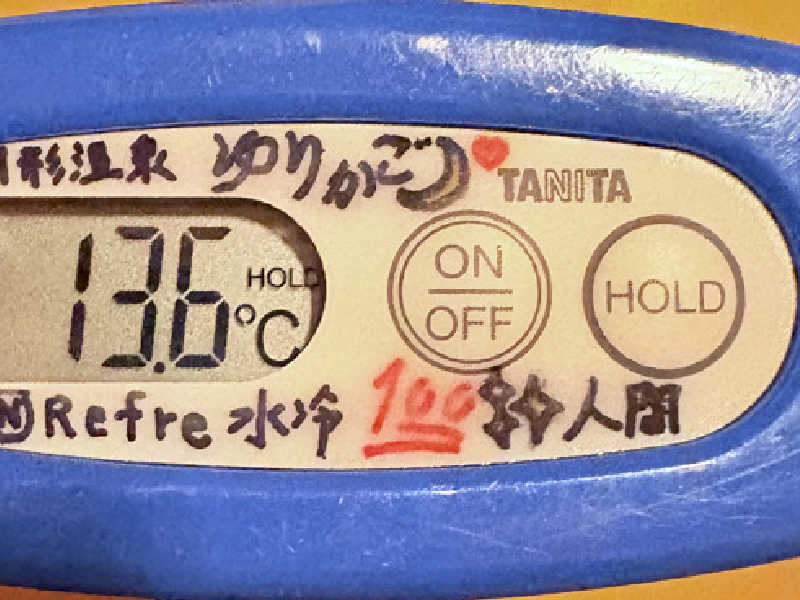 形温泉 ゆりかご
TANITA
13.6 °C HOLD
ON
OFF
HOLD
Refre 水冷 100 人間